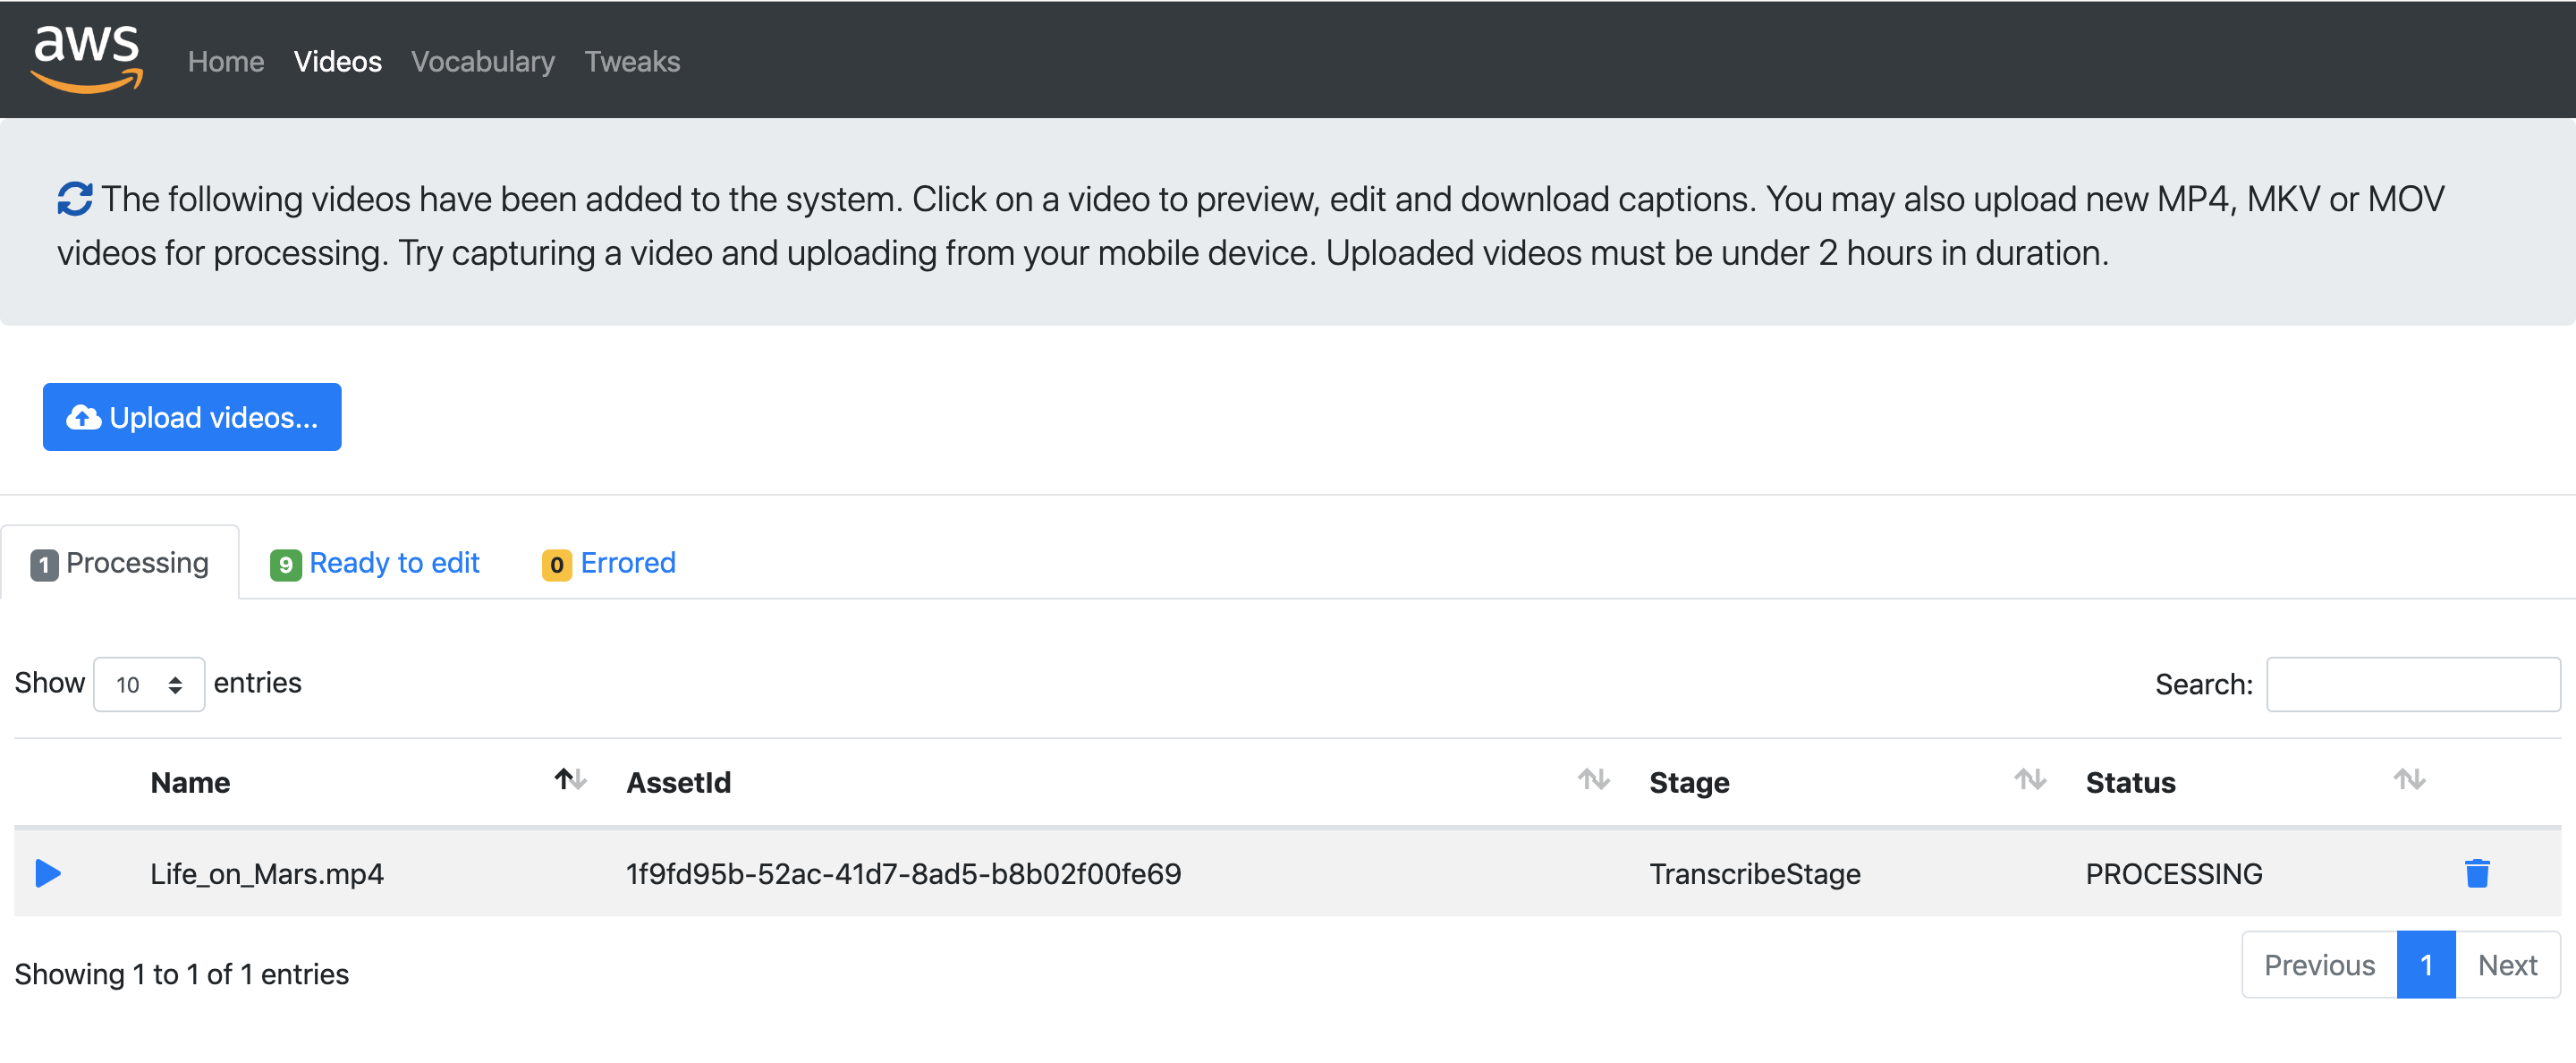 aws
Home Videos Vocabulary Tweaks
The following videos have been added to the system. Click on a video to preview, edit and download captions. You may also upload new MP4, MKV or MOV
videos for processing. Try capturing a video and uploading from your mobile device. Uploaded videos must be under 2 hours in duration.
Upload videos...
1 Processing 9 Ready to edit 0 Errored
Show 10 entries Search:
Name AssetId Stage Status
Life_on_Mars.mp4 1f9fd95b-52ac-41d7-8ad5-b8b02f00fe69 TranscribeStage PROCESSING
Showing 1 to 1 of 1 entries Previous 1 Next